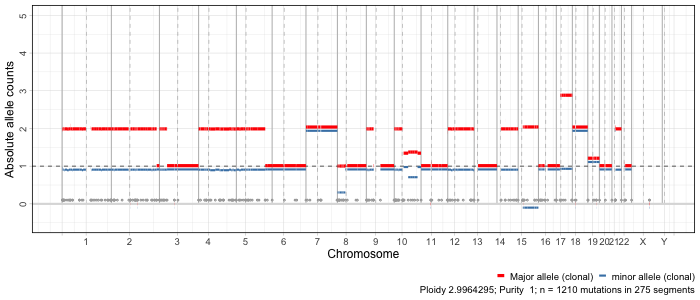 Absolute allele counts
5
4
3
2
1
0
1 2 3 4 5 6 7 8 9 10 11 12 13 14 15 16 17 18 19 20 21 22 X Y
Chromosome
Major allele (clonal) minor allele (clonal)
Ploidy 2.9964295; Purity 1; n = 1210 mutations in 275 segments